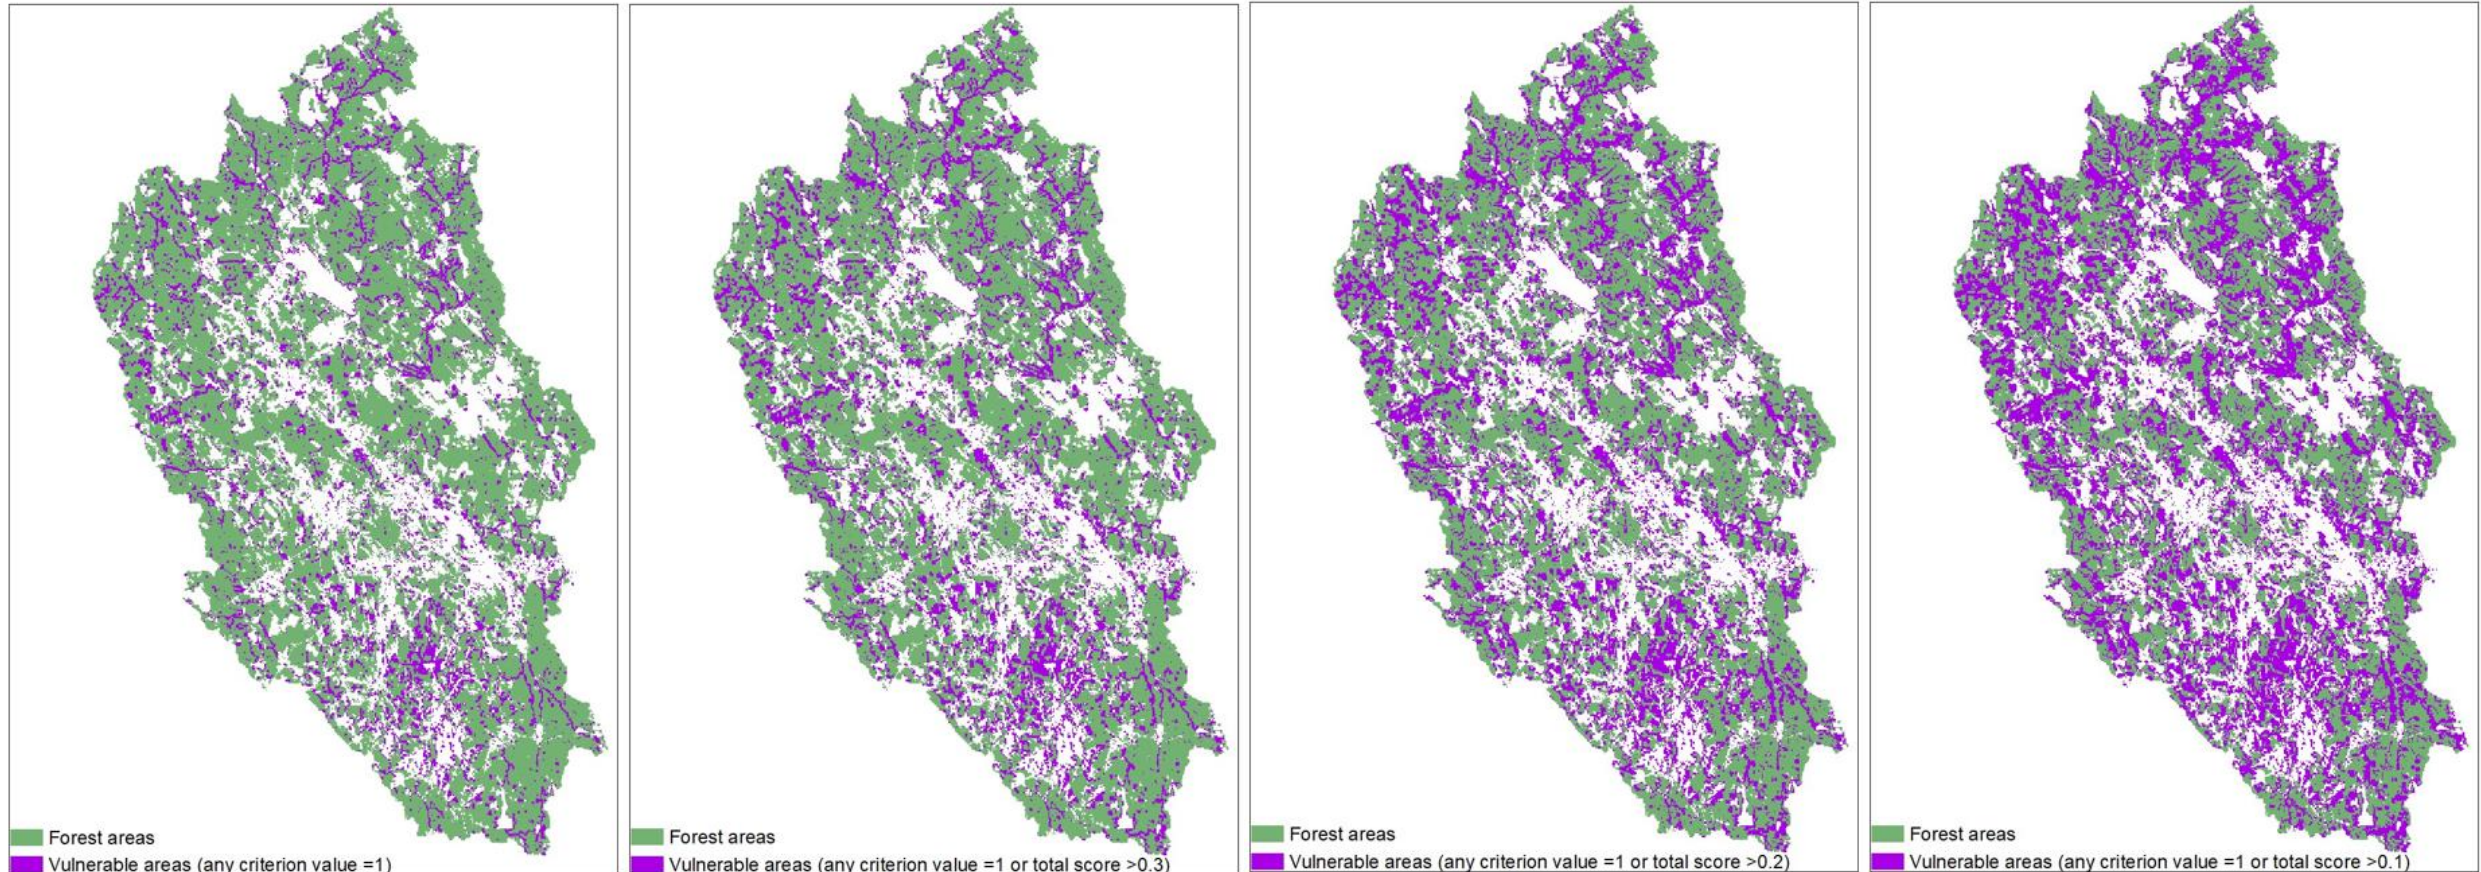 Forest areas
Vulnerable areas (any criterion value =1)
Forest areas
Vulnerable areas (any criterion value =1 or total score >0.3)
Forest areas
Vulnerable areas (any criterion value =1 or total score >0.2)
Forest areas
Vulnerable areas (any criterion value =1 or total score >0.1)